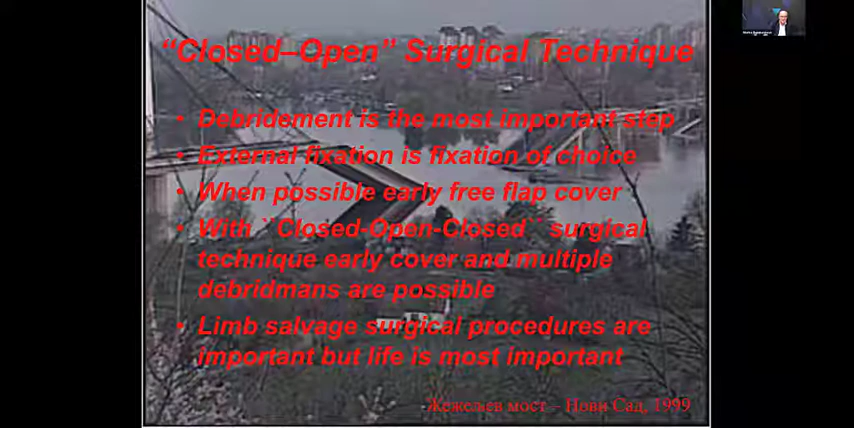 “Closed–Open” Surgical Technique
• Debridement is the most important step
• External fixation is fixation of choice
• When possible early free flap cover
• With ``Closed-Open-Closed`` surgical
technique early cover and multiple
debridmans are possible
• Limb salvage surgical procedures are
important but life is most important
Жежељев мост – Нови Сад, 1999